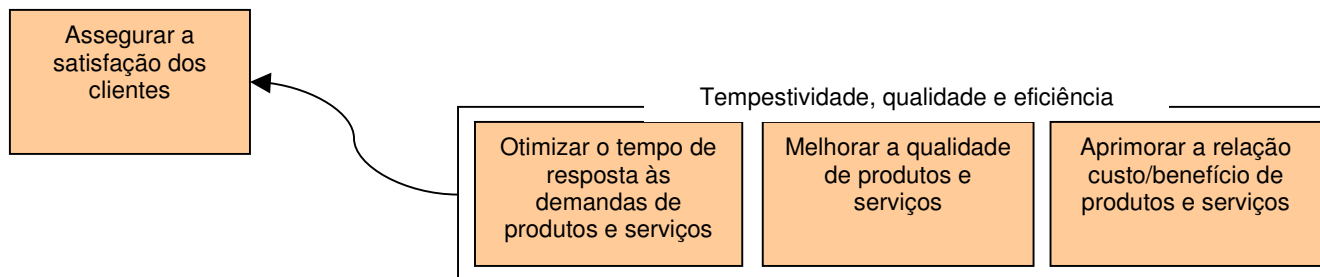 Assegurar a
satisfação dos
clientes
Tempestividade, qualidade e eficiência
Otimizar o tempo de
resposta às
demandas de
produtos e serviços
Melhorar a qualidade
de produtos e
serviços
Aprimorar a relação
custo/benefício de
produtos e serviços